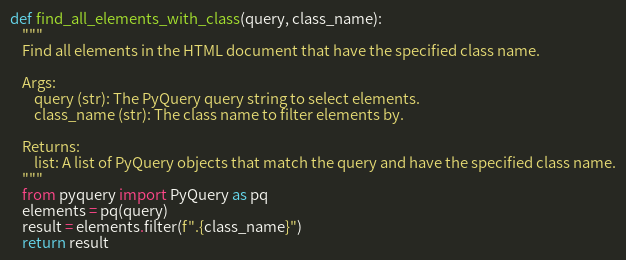 def find_all_elements_with_class(query, class_name):
    """
    Find all elements in the HTML document that have the specified class name.

    Args:
        query (str): The PyQuery query string to select elements.
        class_name (str): The class name to filter elements by.

    Returns:
        list: A list of PyQuery objects that match the query and have the specified class name.
    """
    from pyquery import PyQuery as pq
    elements = pq(query)
    result = elements.filter(f".{class_name}")
    return result